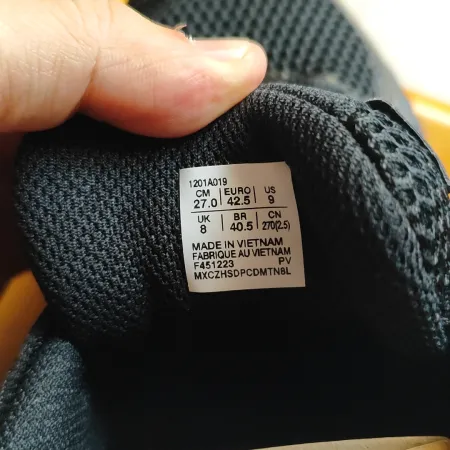 1201A019
CM EURO US
27.0 42.5 9
UK BR CN
8 40.5 270(2.5)
MADE IN VIETNAM
FABRIQUE AU VIETNAM
F451223 PV
MXCZHSDPCDMTN8L